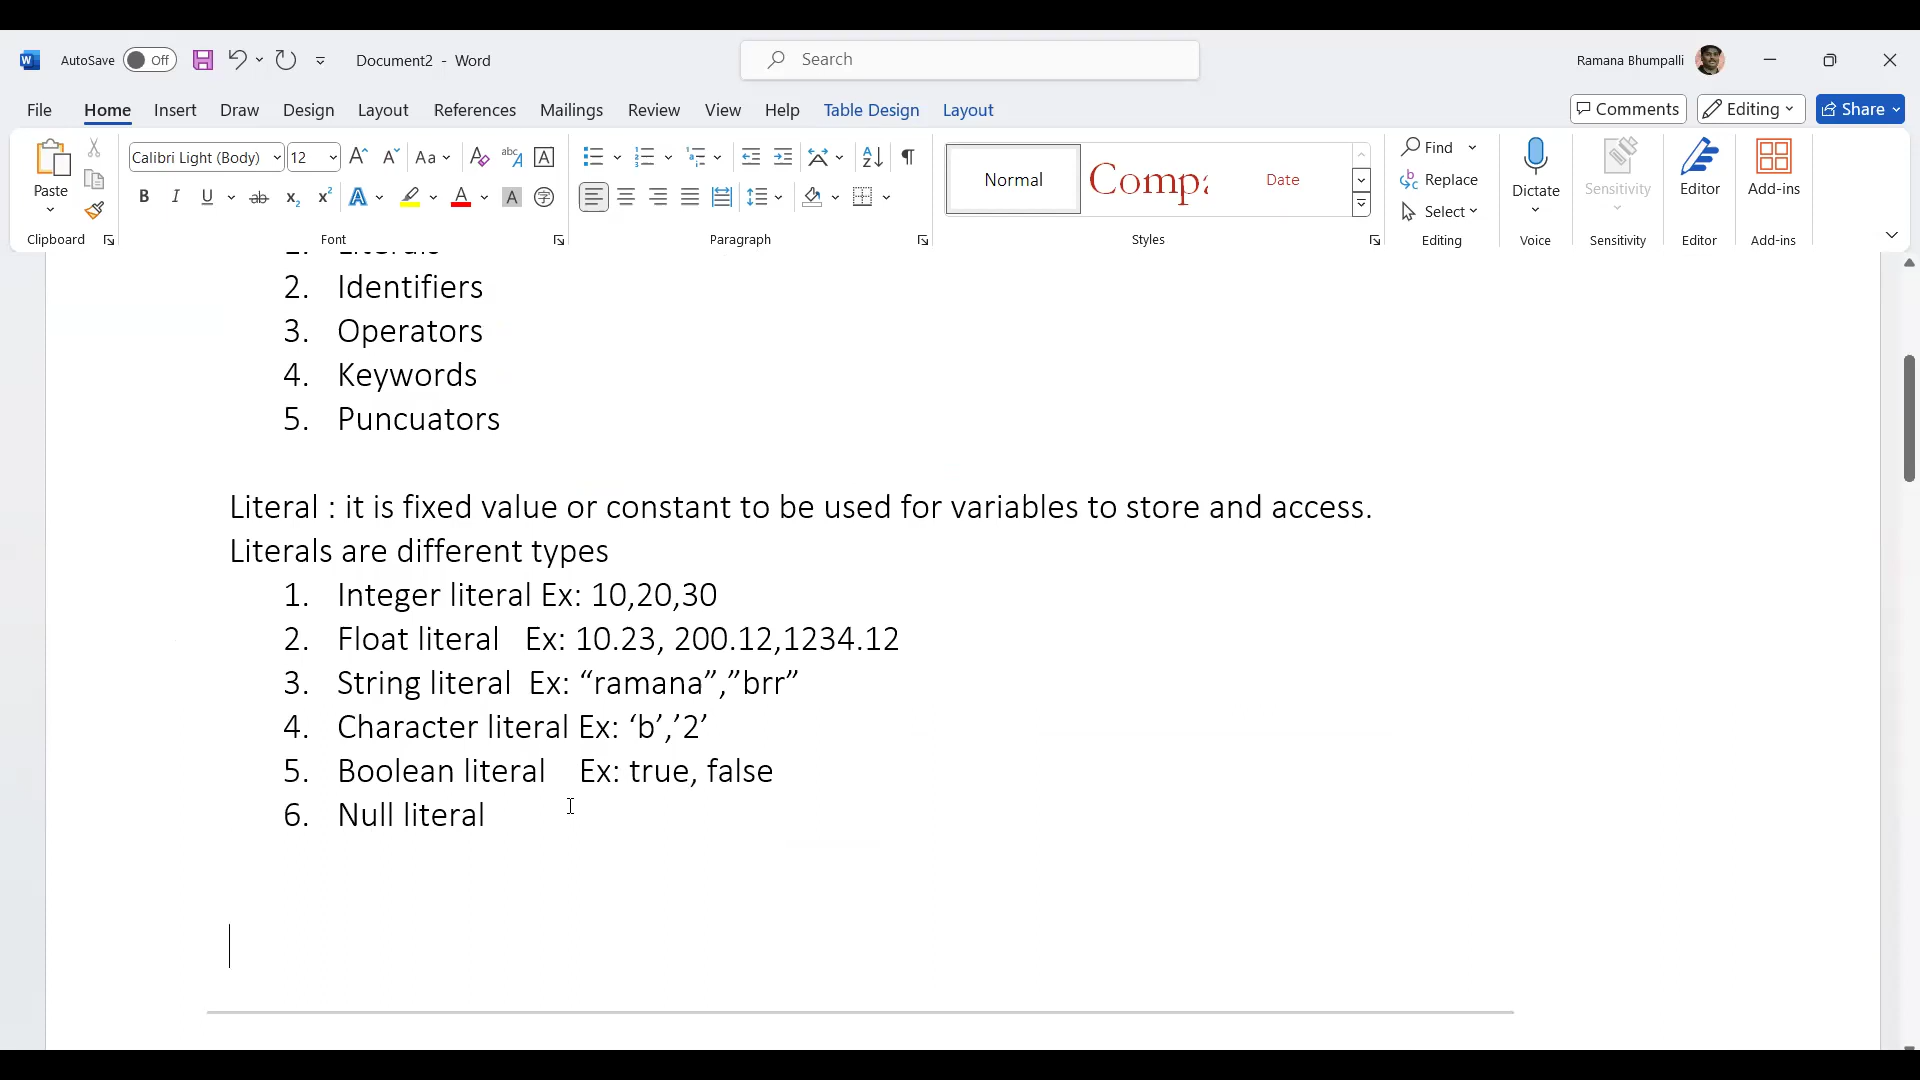 AutoSave Off Document2 - Word Search Ramana Bhumpalli
File Home Insert Draw Design Layout References Mailings Review View Help Table Design Layout Comments Editing Share
Paste Calibri Light (Body) 12 Aa Normal Compa Date Find Replace Select Dictate Sensitivity Editor Add-ins
Clipboard Font Paragraph Styles Editing Voice Sensitivity Editor Add-ins
1. Literals
2. Identifiers
3. Operators
4. Keywords
5. Puncuators
Literal : it is fixed value or constant to be used for variables to store and access.
Literals are different types
1. Integer literal Ex: 10,20,30
2. Float literal Ex: 10.23, 200.12,1234.12
3. String literal Ex: “ramana”,”brr”
4. Character literal Ex: ‘b’,’2’
5. Boolean literal Ex: true, false
6. Null literal